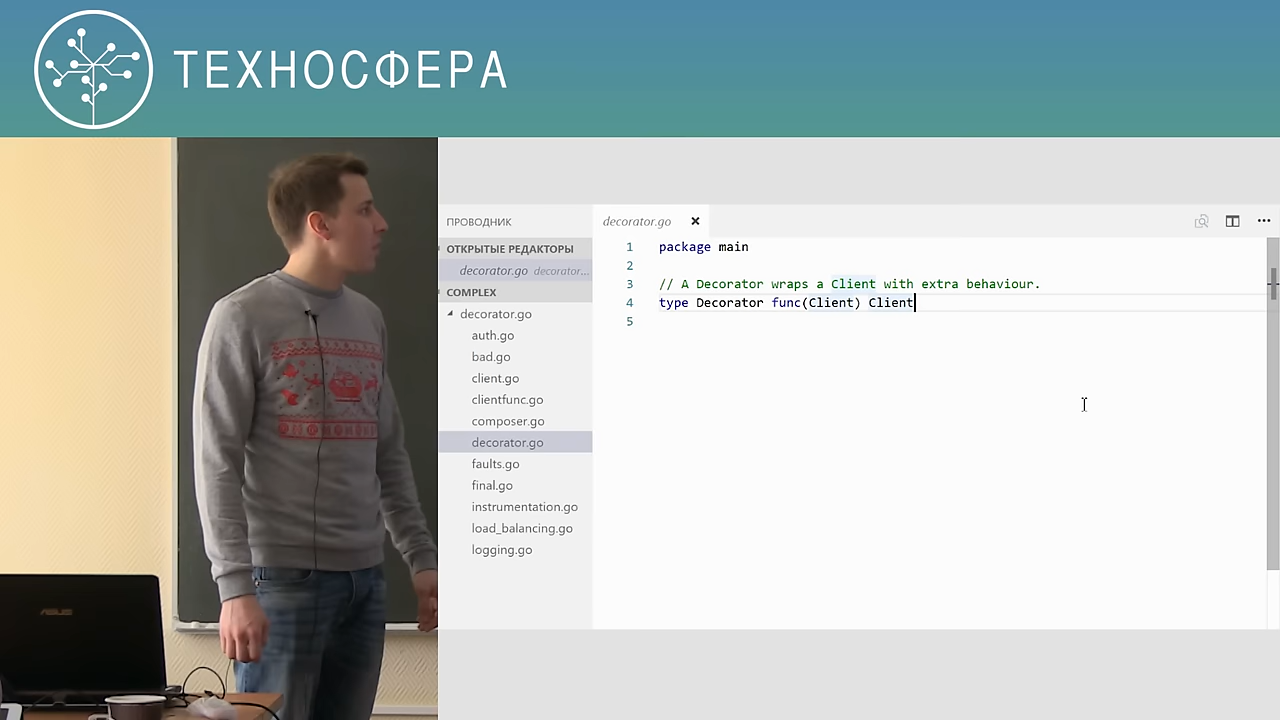 ТЕХНОСФЕРА
ПРОВОДНИК
ОТКРЫТЫЕ РЕДАКТОРЫ
decorator.go decorator...
COMPLEX
decorator.go
auth.go
bad.go
client.go
clientfunc.go
composer.go
decorator.go
faults.go
final.go
instrumentation.go
load_balancing.go
logging.go
decorator.go
1 package main
2
3 // A Decorator wraps a Client with extra behaviour.
4 type Decorator func(Client) Client
5
ASUS